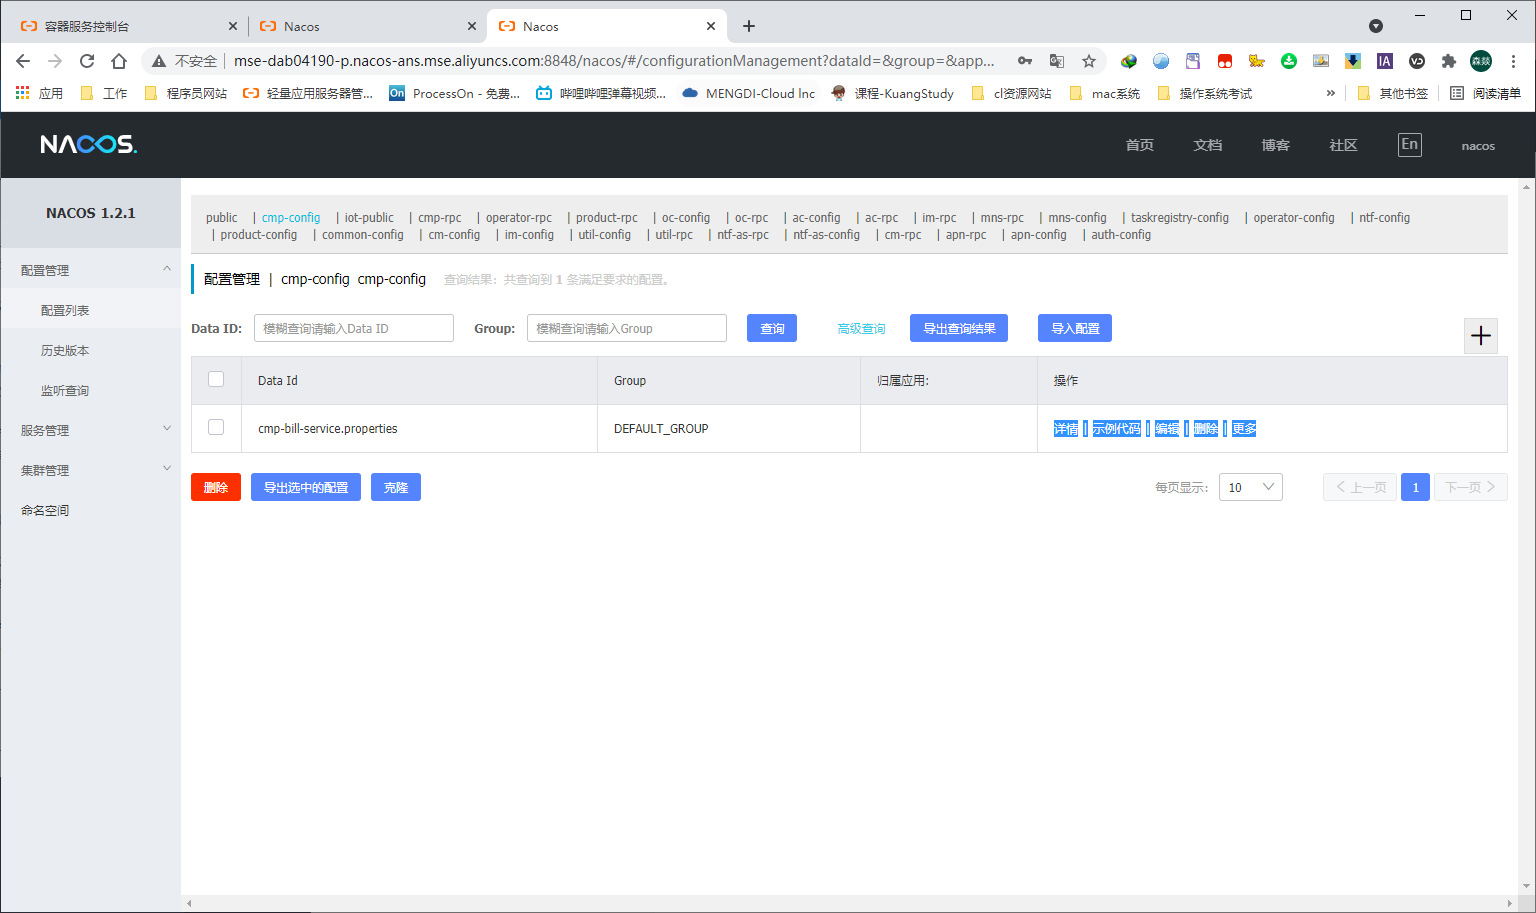 容器服务控制台
Nacos
Nacos
不安全 mse-dab04190-p.nacos-ans.mse.aliyuncs.com:8848/nacos/#/configurationManagement?dataId=&group=&app...
应用 工作 程序员网站 轻量应用服务器管... ProcessOn - 免费... 哔哩哔哩弹幕视频... MENGDI-Cloud Inc 课程-KuangStudy cl资源网站 mac系统 操作系统考试 » 其他书签 阅读清单
NACOS. 首页 文档 博客 社区 En nacos
NACOS 1.2.1
配置管理
配置列表
历史版本
监听查询
服务管理
集群管理
命名空间
public | cmp-config | iot-public | cmp-rpc | operator-rpc | product-rpc | oc-config | oc-rpc | ac-config | ac-rpc | im-rpc | mns-rpc | mns-config | taskregistry-config | operator-config | ntf-config
| product-config | common-config | cm-config | im-config | util-config | util-rpc | ntf-as-rpc | ntf-as-config | cm-rpc | apn-rpc | apn-config | auth-config
配置管理 | cmp-config cmp-config 查询结果：共查询到 1 条满足要求的配置。
Data ID: 模糊查询请输入Data ID Group: 模糊查询请输入Group 查询 高级查询 导出查询结果 导入配置
Data Id Group 归属应用: 操作
cmp-bill-service.properties DEFAULT_GROUP 详情 | 示例代码 | 编辑 | 删除 | 更多
删除 导出选中的配置 克隆 每页显示: 10 上一页 1 下一页